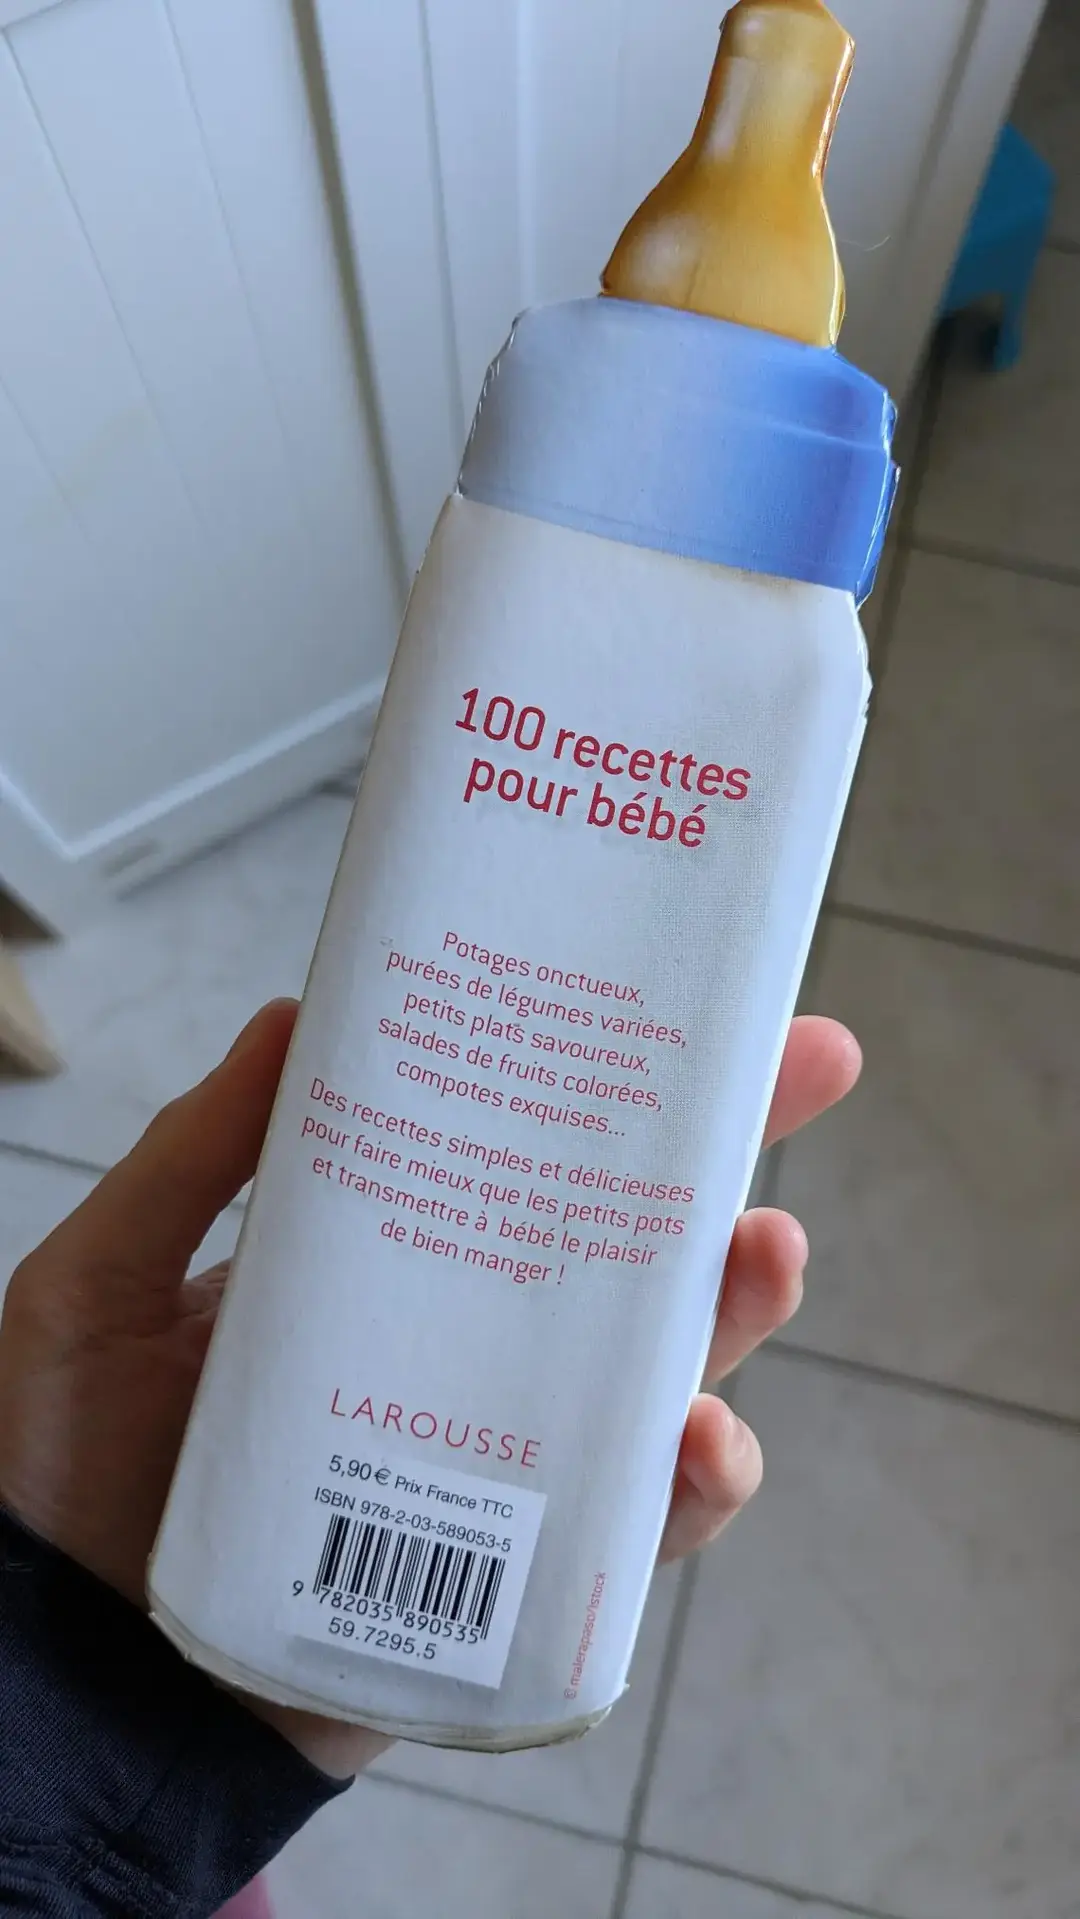 100 recettes
pour bébé
Potages onctueux,
purées de légumes variées,
petits plats savoureux,
salades de fruits colorées,
compotes exquises...
Des recettes simples et délicieuses
pour faire mieux que les petits pots
et transmettre à bébé le plaisir
de bien manger !
LAROUSSE
5,90 € Prix France TTC
ISBN 978-2-03-589053-5
9 782035 890535
59.7295.5
© malerapaso/Istock